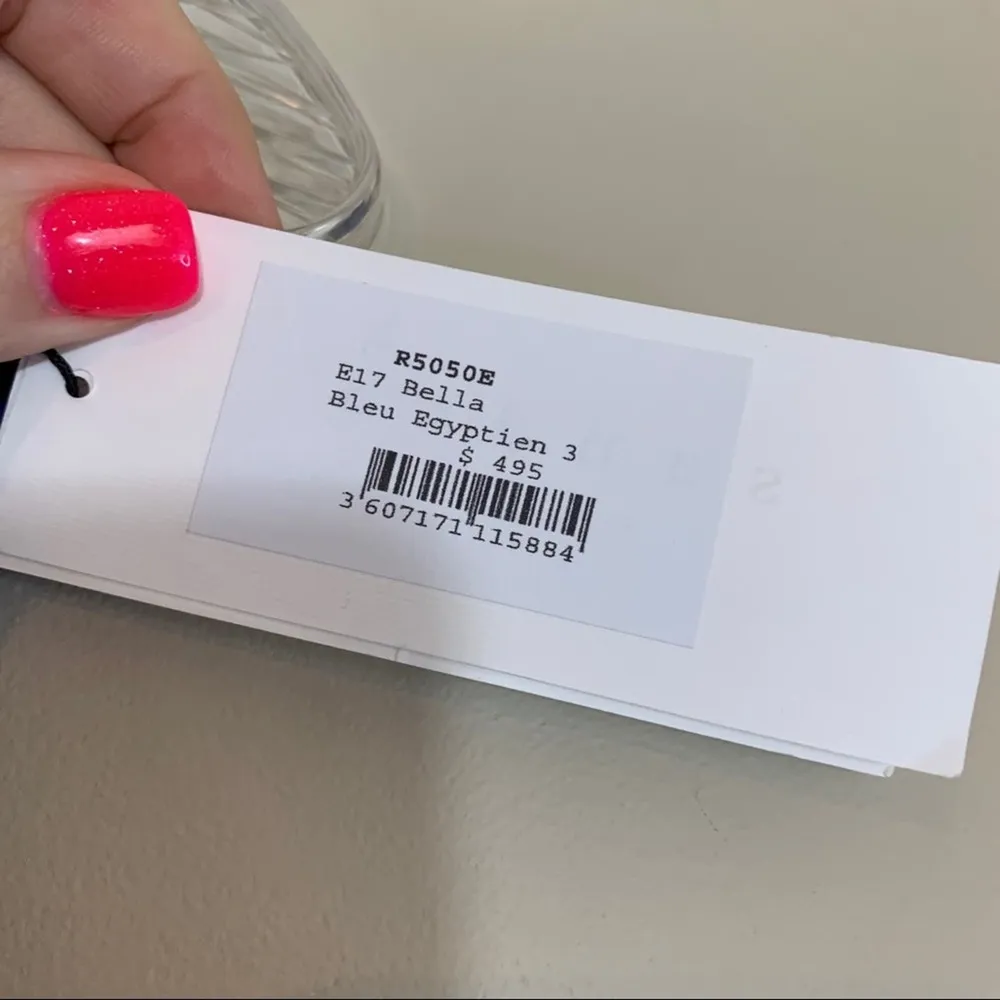 R5050E
E17 Bella
Bleu Egyptien 3
$ 495
3 607171 115884